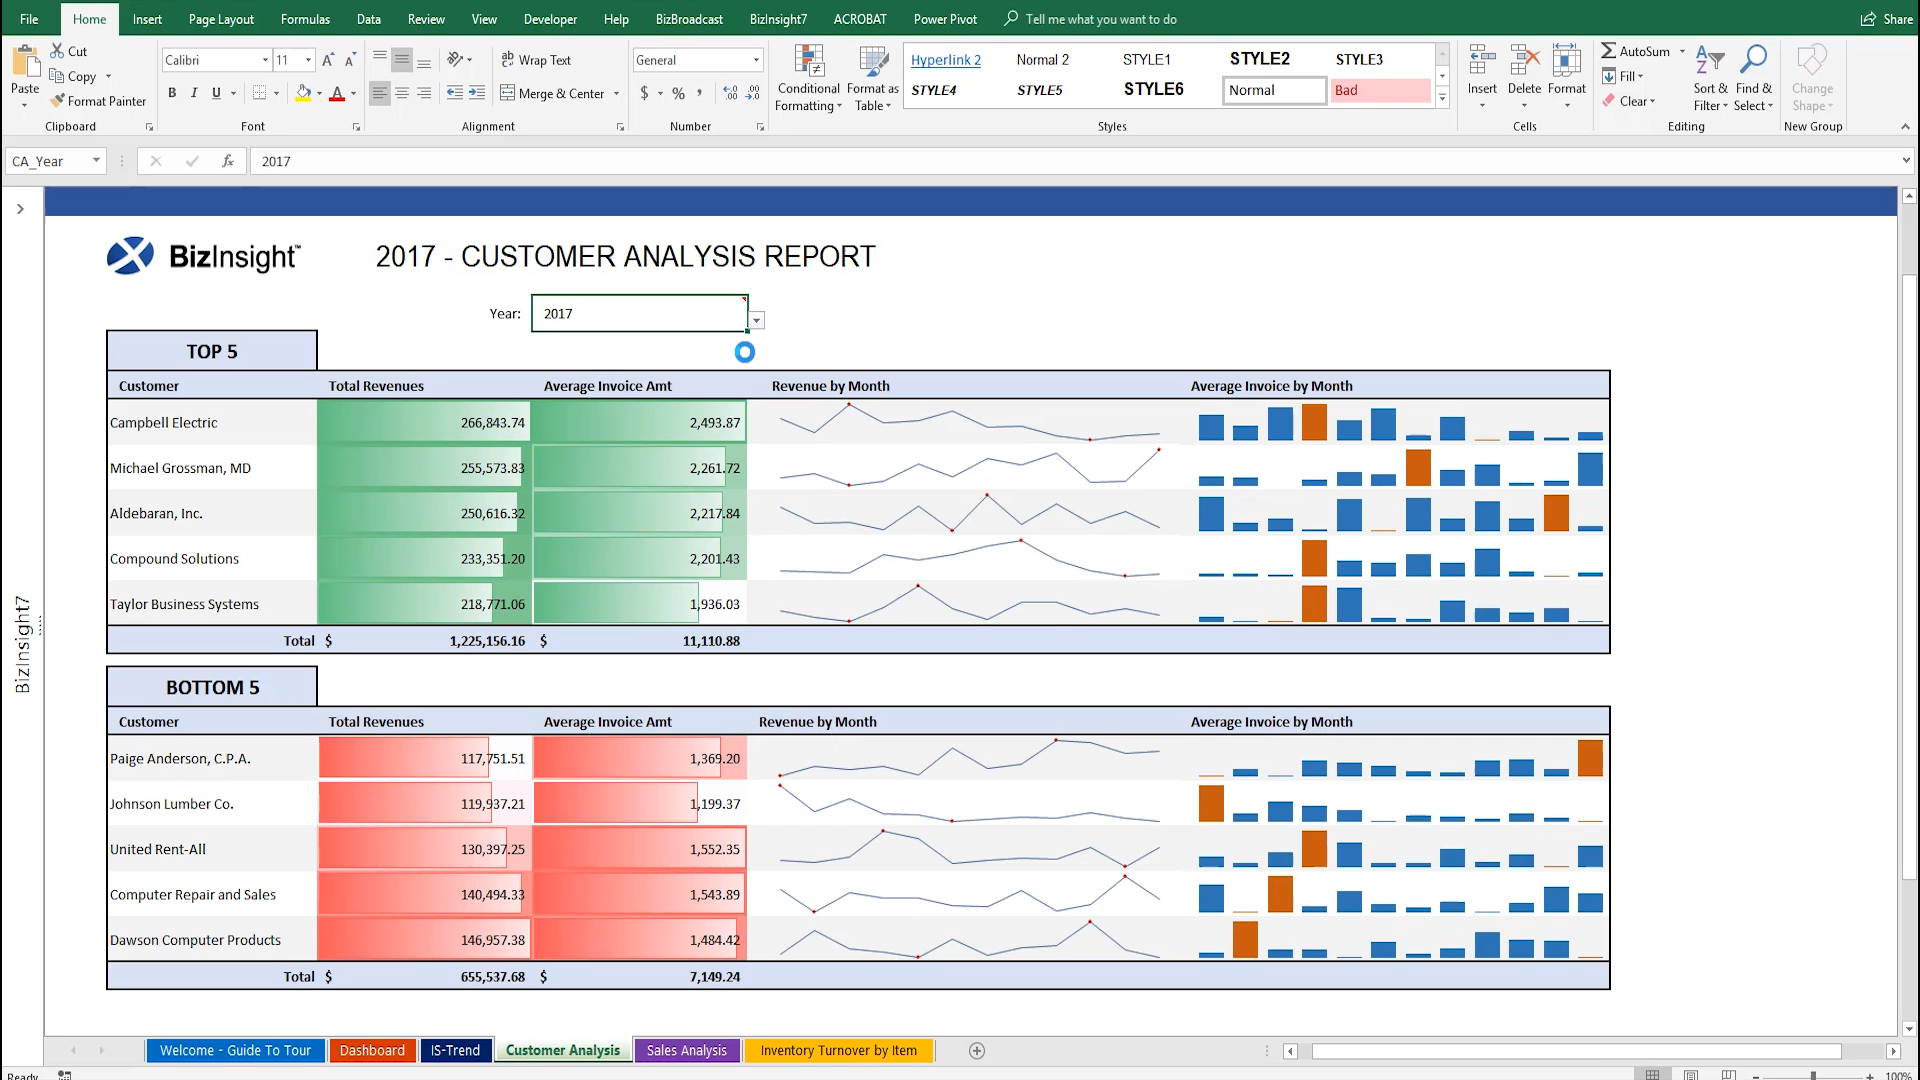 File Home Insert Page Layout Formulas Data Review View Developer Help BizBroadcast BizInsight7 ACROBAT Power Pivot Tell me what you want to do Share
Paste
Cut
Copy
Format Painter
Clipboard
Calibri 11
B I U
Font
Wrap Text
Merge & Center
Alignment
General
$ % ,
Number
Conditional Formatting
Format as Table
Hyperlink 2 Normal 2 STYLE1 STYLE2 STYLE3
STYLE4 STYLE5 STYLE6 Normal Bad
Styles
Insert Delete Format
Cells
AutoSum
Fill
Clear
Sort & Filter
Find & Select
Editing
Change Shape
New Group
CA_Year fx 2017
BizInsight™ 2017 - CUSTOMER ANALYSIS REPORT
Year: 2017
TOP 5
Customer Total Revenues Average Invoice Amt Revenue by Month Average Invoice by Month
Campbell Electric 266,843.74 2,493.87
Michael Grossman, MD 255,573.83 2,261.72
Aldebaran, Inc. 250,616.32 2,217.84
Compound Solutions 233,351.20 2,201.43
Taylor Business Systems 218,771.06 1,936.03
Total $ 1,225,156.16 $ 11,110.88
BOTTOM 5
Customer Total Revenues Average Invoice Amt Revenue by Month Average Invoice by Month
Paige Anderson, C.P.A. 117,751.51 1,369.20
Johnson Lumber Co. 119,937.21 1,199.37
United Rent-All 130,397.25 1,552.35
Computer Repair and Sales 140,494.33 1,543.89
Dawson Computer Products 146,957.38 1,484.42
Total $ 655,537.68 $ 7,149.24
BizInsight7
Welcome - Guide To Tour Dashboard IS-Trend Customer Analysis Sales Analysis Inventory Turnover by Item
Ready 100%